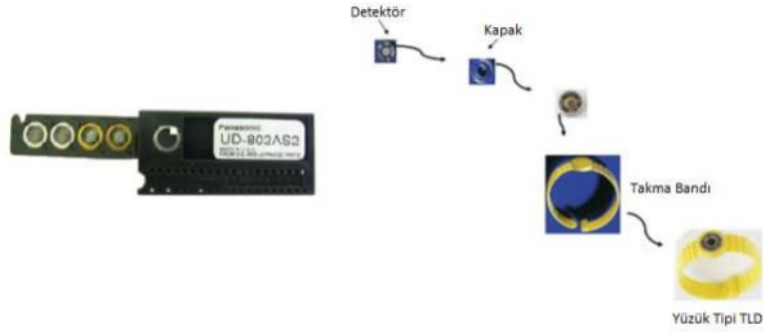 Detektör
Kapak
Panasonic
UD-802AS2
Takma Bandı
Yüzük Tipi TLD